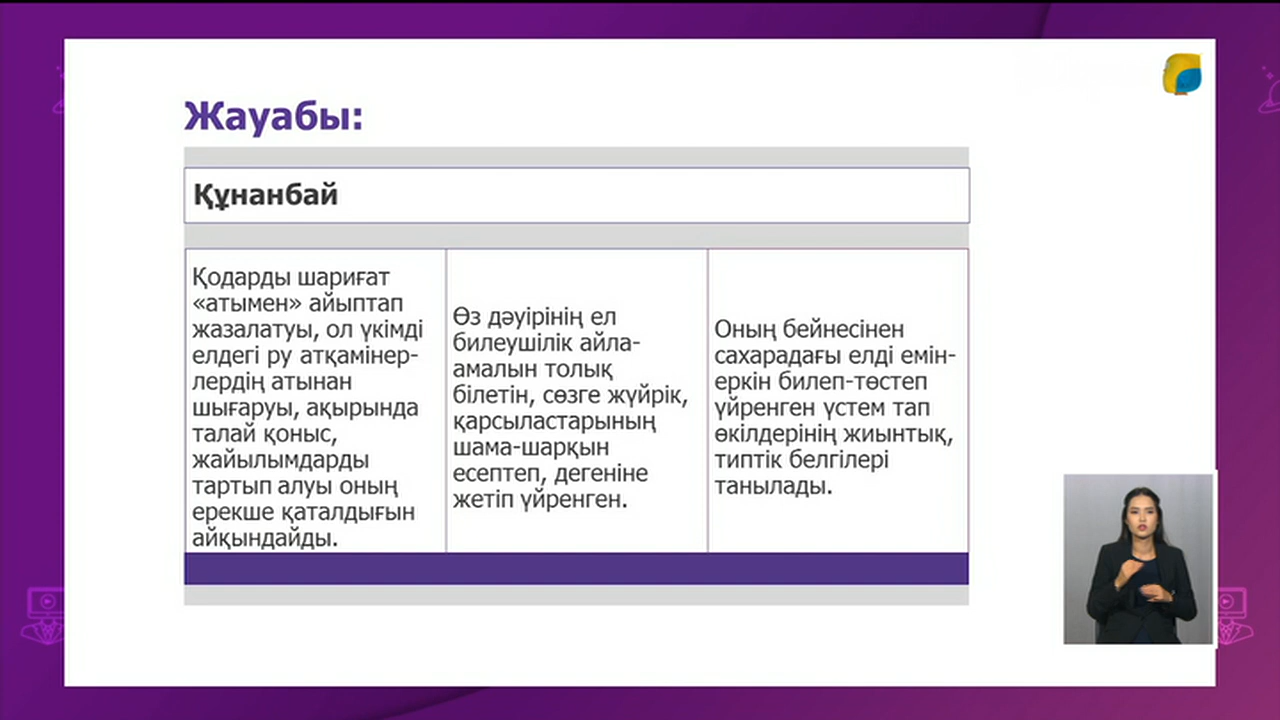 Жауабы:
Құнанбай
Қодарды шариғат
«атымен» айыптап
жазалатуы, ол үкімді
елдегі ру атқамінер-
лердің атынан
шығаруы, ақырында
талай қоныс,
жайылымдарды
тартып алуы оның
ерекше қаталдығын
айқындайды.
Өз дәуірінің ел
билеушілік айла-
амалын толық
білетін, сөзге жүйрік,
қарсыластарының
шама-шарқын
есептеп, дегеніне
жетіп үйренген.
Оның бейнесінен
сахарадағы елді емін-
еркін билеп-төстеп
үйренген үстем тап
өкілдерінің жиынтық,
типтік белгілері
танылады.